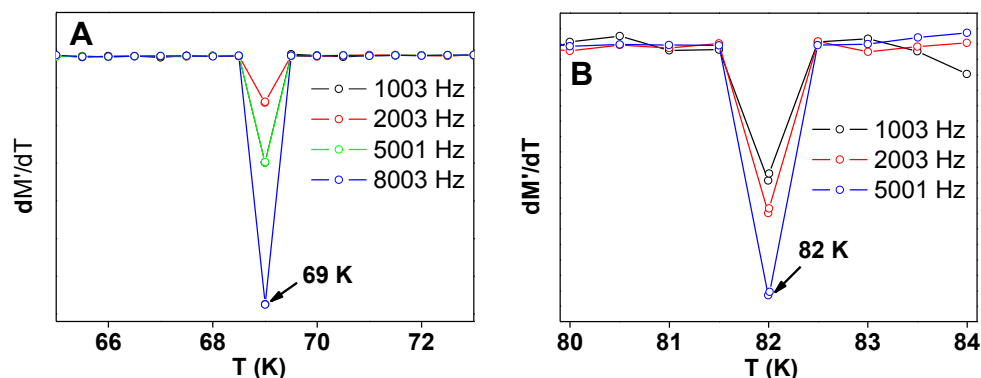 A
1003 Hz
2003 Hz
5001 Hz
8003 Hz
69 K
dM'/dT
66 68 70 72
T (K)
B
1003 Hz
2003 Hz
5001 Hz
82 K
dM'/dT
80 81 82 83 84
T (K)